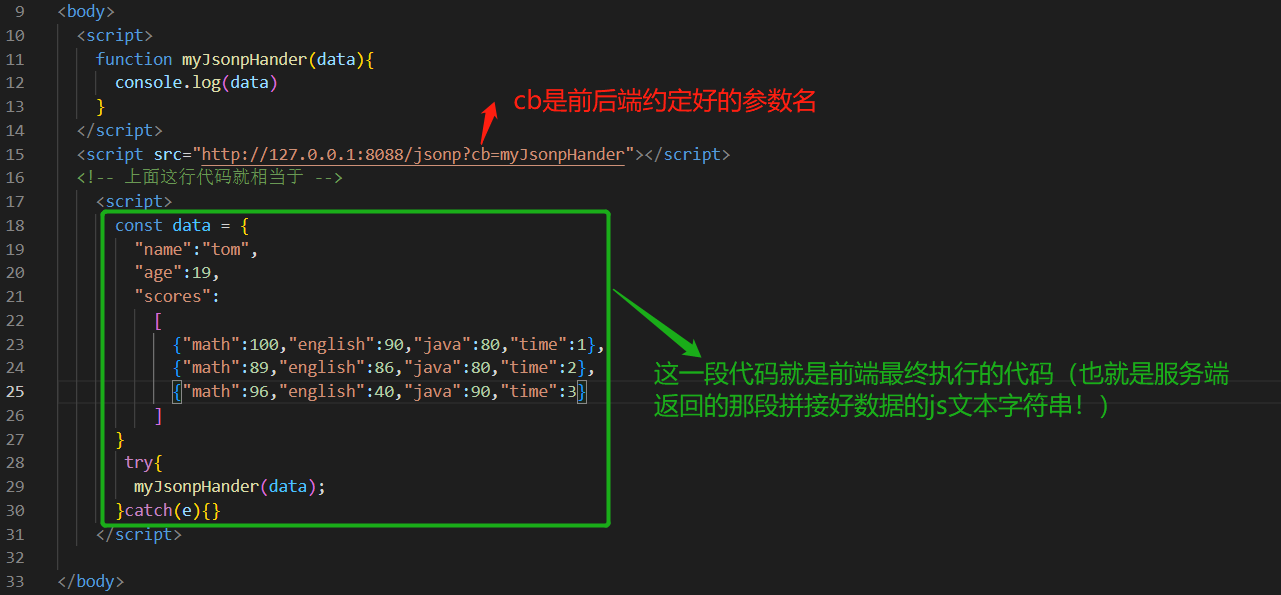 9 <body>
10 <script>
11 function myJsonpHander(data){
12 console.log(data)
cb是前后端约定好的参数名
13 }
14 </script>
15 <script src="http://127.0.0.1:8088/jsonp?cb=myJsonpHander"></script>
16 <!-- 上面这行代码就相当于 -->
17 <script>
18 const data = {
19 "name":"tom",
20 "age":19,
21 "scores":
22 [
23 {"math":100,"english":90,"java":80,"time":1},
24 {"math":89,"english":86,"java":80,"time":2},
25 {"math":96,"english":40,"java":90,"time":3}
26 ]
27 }
28 try{
29 myJsonpHander(data);
30 }catch(e){}
31 </script>
32
33 </body>
这一段代码就是前端最终执行的代码（也就是服务端
返回的那段拼接好数据的js文本字符串！）